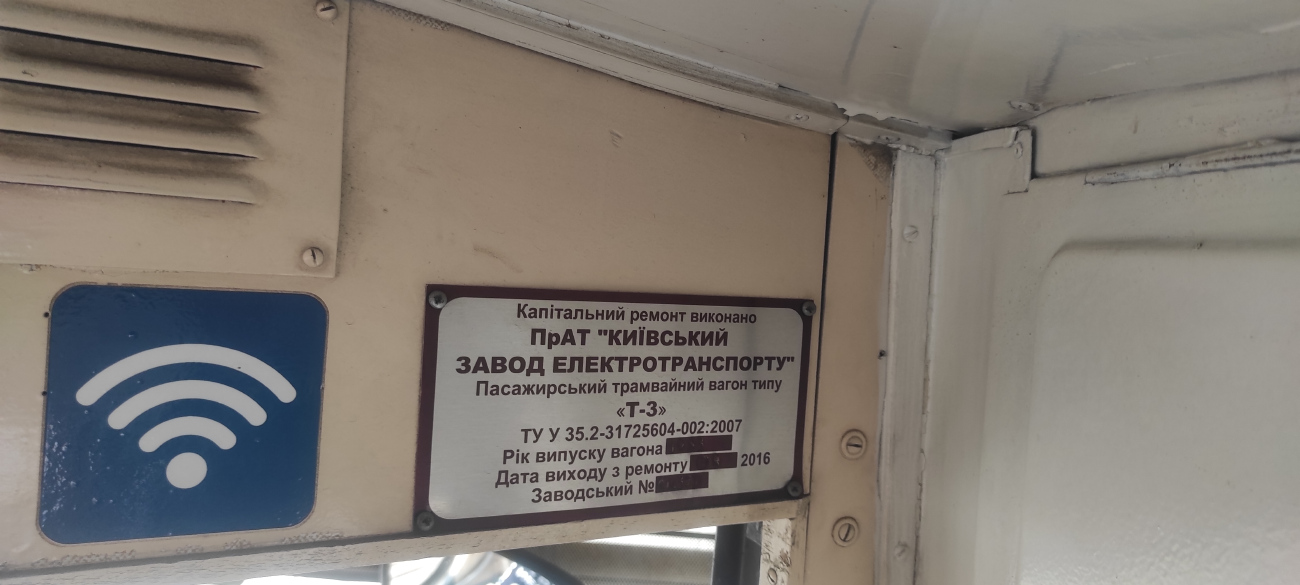 Капітальний ремонт виконано
ПрАТ "КИЇВСЬКИЙ
ЗАВОД ЕЛЕКТРОТРАНСПОРТУ"
Пасажирський трамвайний вагон типу
«Т-3»
ТУ У 35.2-31725604-002:2007
Рік випуску вагона
Дата виходу з ремонту 2016
Заводський №